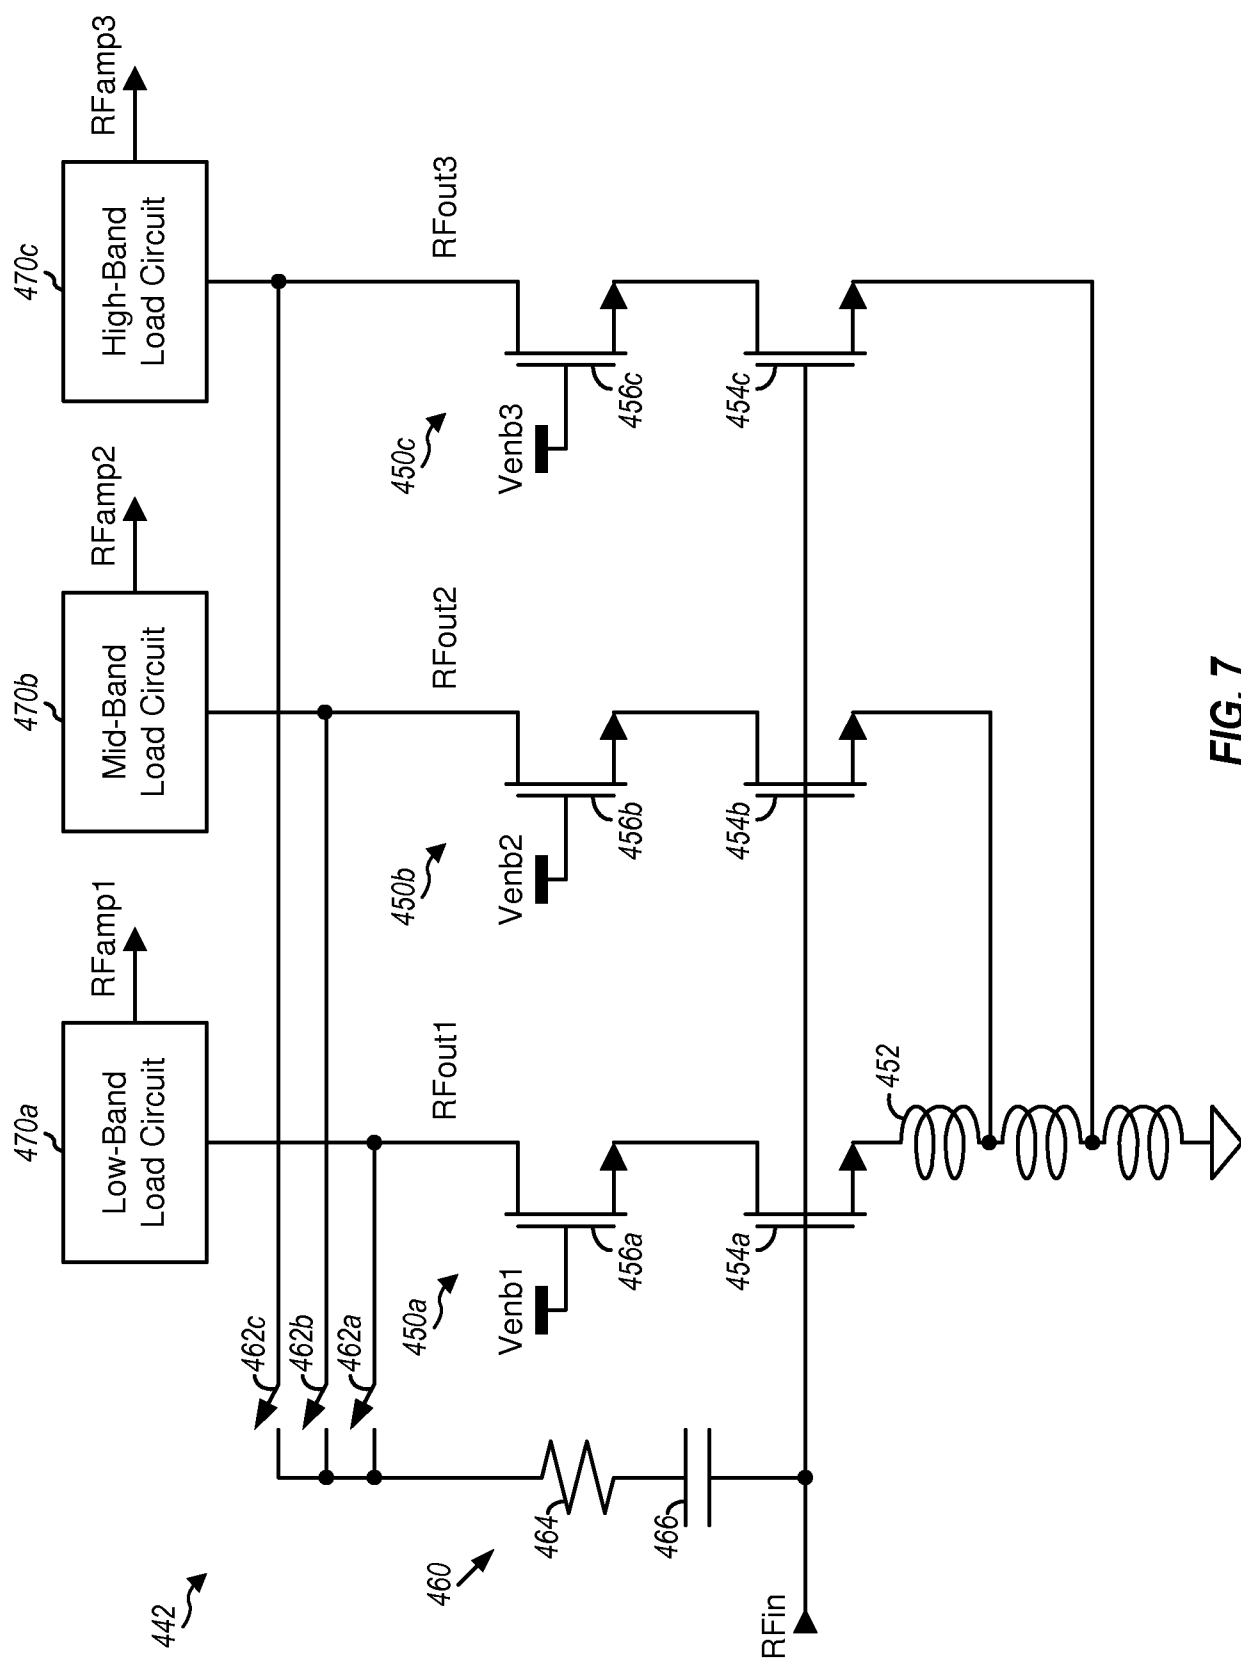 442
470a
Low-Band
Load Circuit
RFamp1
470b
Mid-Band
Load Circuit
RFamp2
470c
High-Band
Load Circuit
RFamp3
462c
462b
462a
460
464
466
RFin
450a
RFout1
Venb1
456a
454a
452
450b
RFout2
Venb2
456b
454b
450c
RFout3
Venb3
456c
454c
FIG. 7